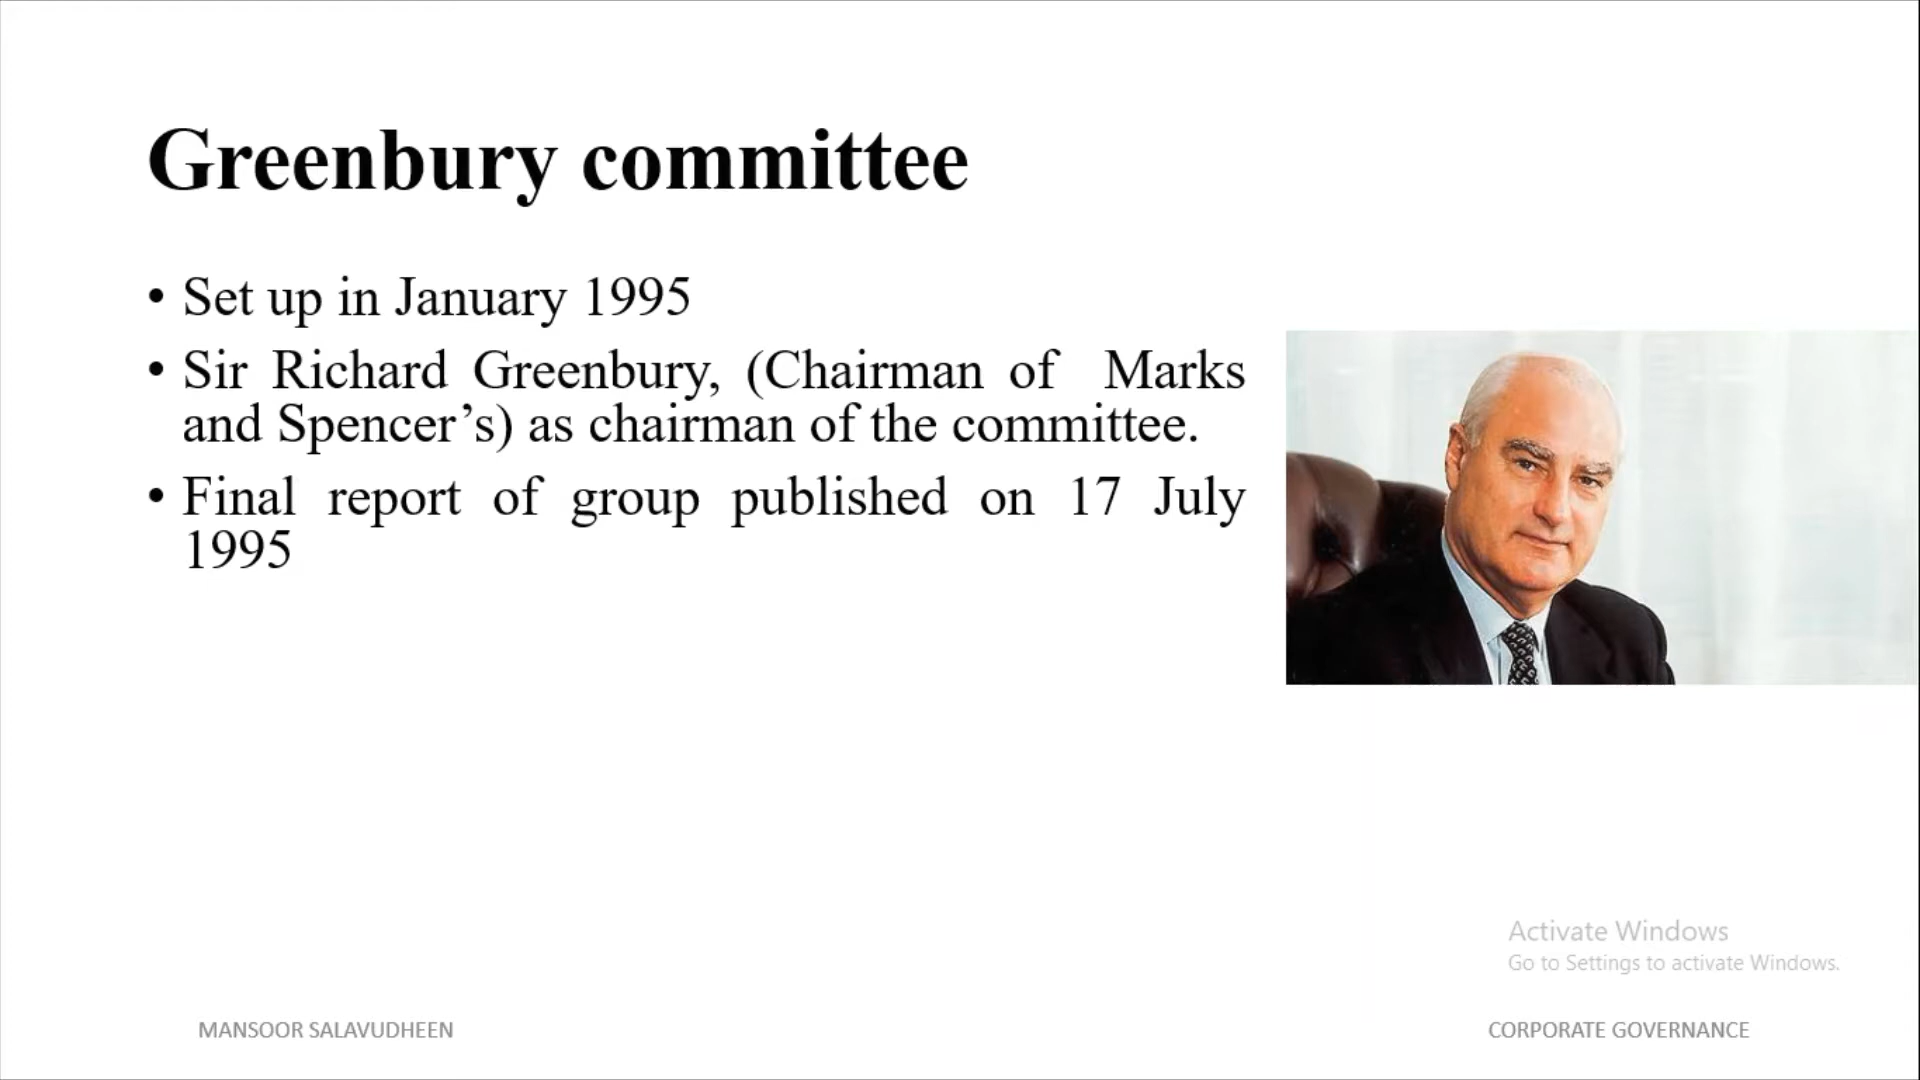 Greenbury committee
• Set up in January 1995
• Sir Richard Greenbury, (Chairman of Marks
and Spencer’s) as chairman of the committee.
• Final report of group published on 17 July
1995
Activate Windows
Go to Settings to activate Windows.
MANSOOR SALAVUDHEEN
CORPORATE GOVERNANCE